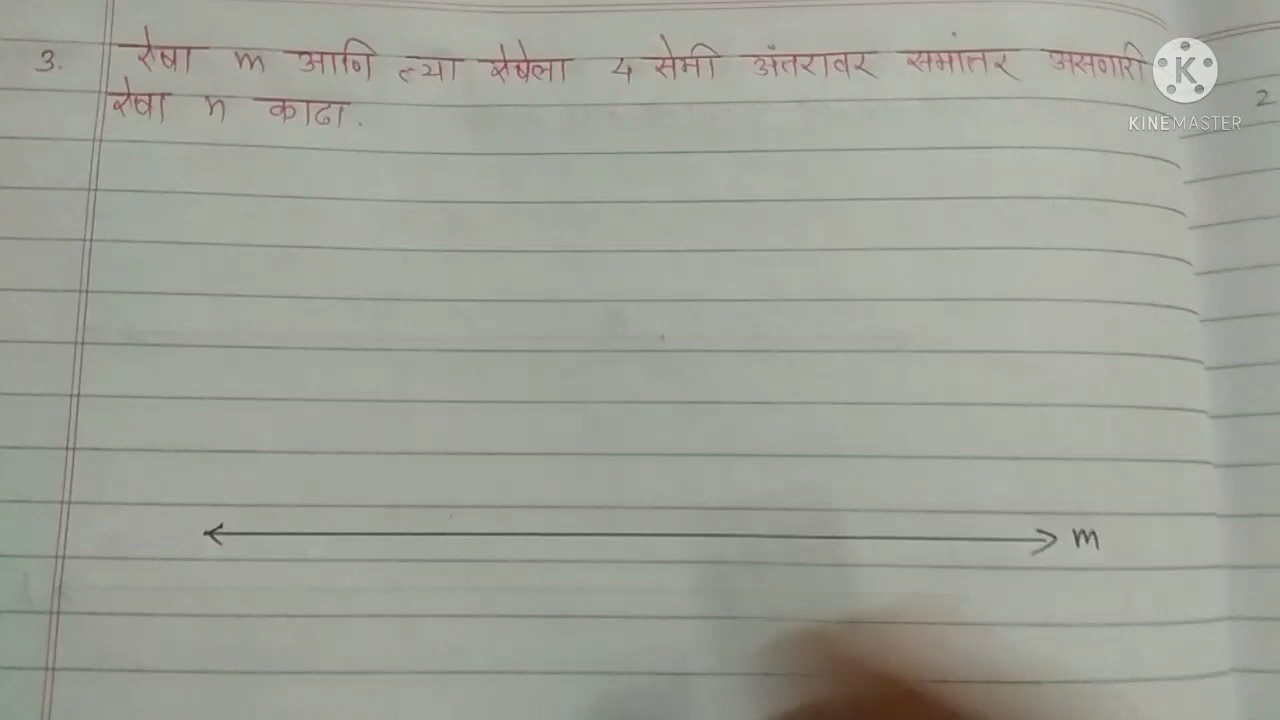 3. रेषा m आणि त्या रेषेला 4 सेमी अंतरावर समांतर असणारी
रेषा n काढा.
K
KINEMASTER
2
m